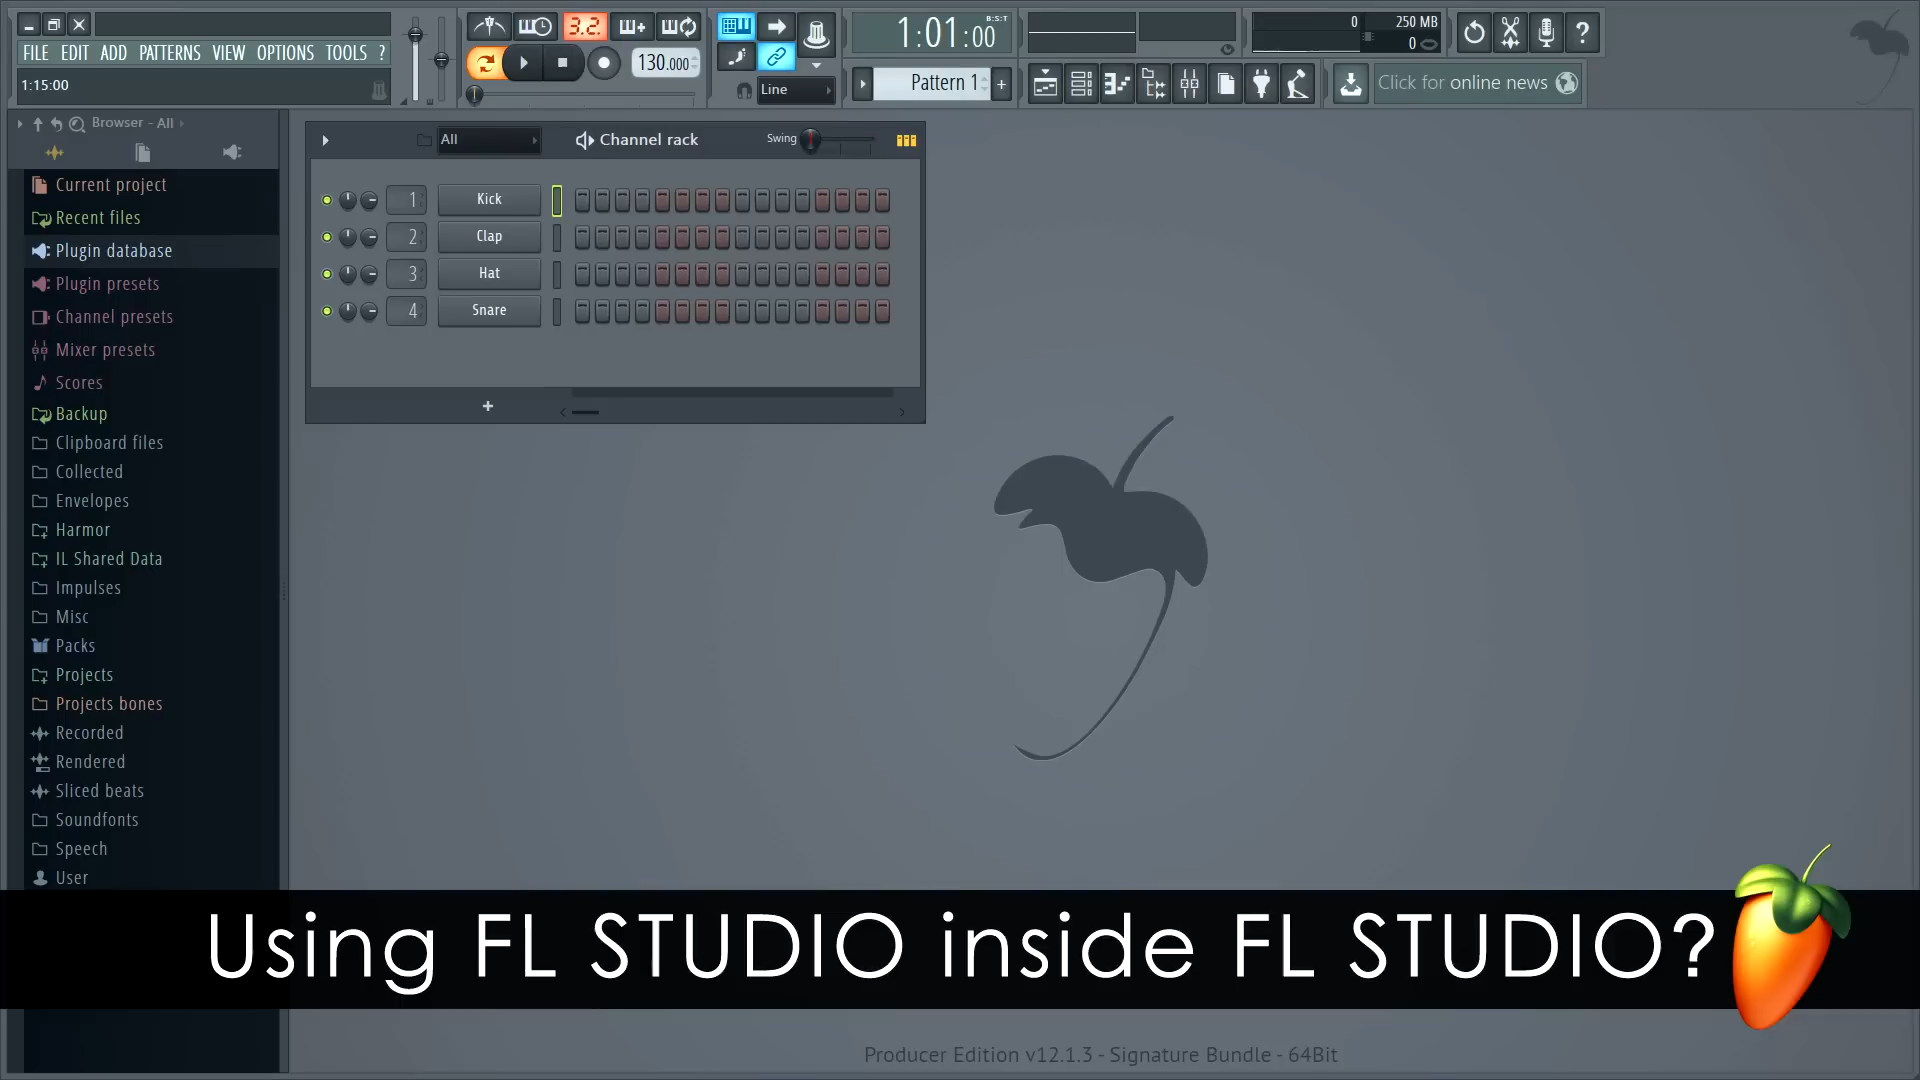 FILE EDIT ADD PATTERNS VIEW OPTIONS TOOLS ?
1:15:00
3.2.
130.000
Line
1:01:00
B:S:T
Pattern 1
+
0
250 MB
0
?
Click for online news
Browser - All
Current project
Recent files
Plugin database
Plugin presets
Channel presets
Mixer presets
Scores
Backup
Clipboard files
Collected
Envelopes
Harmor
IL Shared Data
Impulses
Misc
Packs
Projects
Projects bones
Recorded
Rendered
Sliced beats
Soundfonts
Speech
User
All
Channel rack
Swing
1 Kick
2 Clap
3 Hat
4 Snare
+
Using FL STUDIO inside FL STUDIO?
Producer Edition v12.1.3 - Signature Bundle - 64Bit